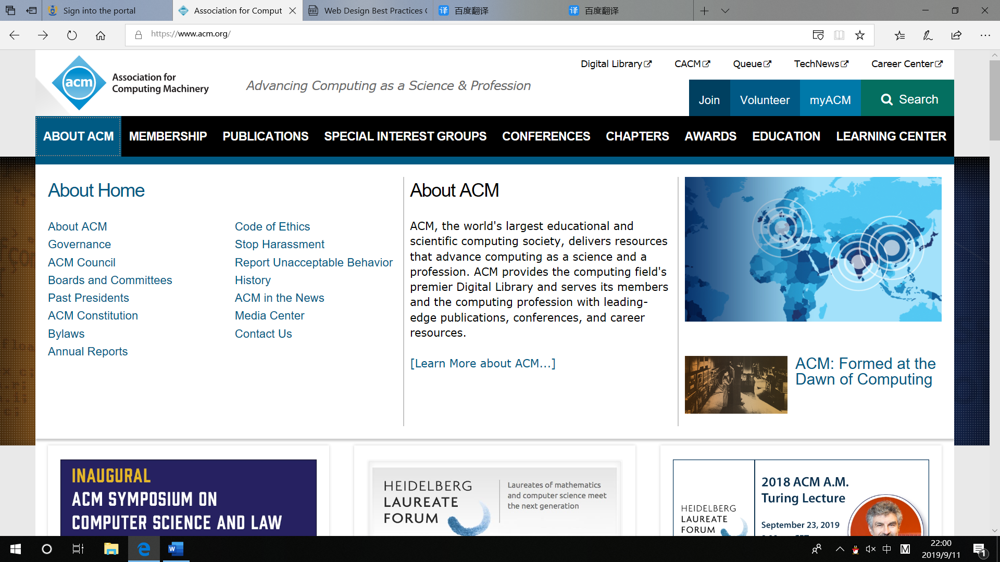 Sign into the portal
Association for Comput
Web Design Best Practices
百度翻译
百度翻译
https://www.acm.org/
acm
Association for
Computing Machinery
Advancing Computing as a Science & Profession
Digital Library
CACM
Queue
TechNews
Career Center
Join
Volunteer
myACM
Search
ABOUT ACM
MEMBERSHIP
PUBLICATIONS
SPECIAL INTEREST GROUPS
CONFERENCES
CHAPTERS
AWARDS
EDUCATION
LEARNING CENTER
About Home
About ACM
Governance
ACM Council
Boards and Committees
Past Presidents
ACM Constitution
Bylaws
Annual Reports
Code of Ethics
Stop Harassment
Report Unacceptable Behavior
History
ACM in the News
Media Center
Contact Us
About ACM
ACM, the world's largest educational and
scientific computing society, delivers resources
that advance computing as a science and a
profession. ACM provides the computing field's
premier Digital Library and serves its members
and the computing profession with leading-
edge publications, conferences, and career
resources.
[Learn More about ACM...]
ACM: Formed at the
Dawn of Computing
INAUGURAL
ACM SYMPOSIUM ON
COMPUTER SCIENCE AND LAW
HEIDELBERG
LAUREATE
FORUM
Laureates of mathematics
and computer science meet
the next generation
HEIDELBERG
LAUREATE
FORUM
2018 ACM A.M.
Turing Lecture
September 23, 2019
中
M
22:00
2019/9/11
1